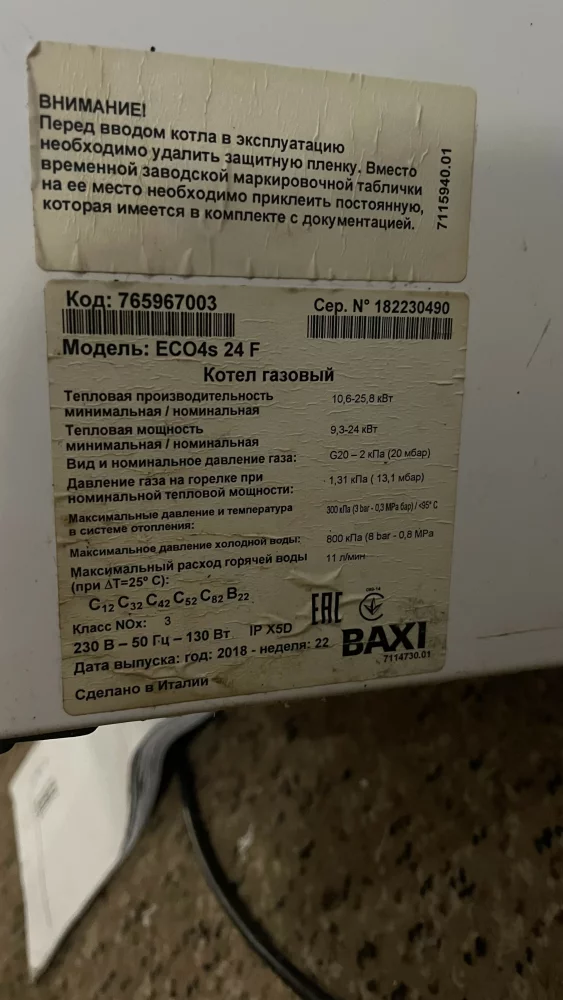 ВНИМАНИЕ!
Перед вводом котла в эксплуатацию
необходимо удалить защитную пленку. Вместо
временной заводской маркировочной таблички
на ее место необходимо приклеить постоянную,
которая имеется в комплекте с документацией.
7115940.01
Код: 765967003
Сер. N° 182230490
Модель: ECO4s 24 F
Котел газовый
Тепловая производительность
минимальная / номинальная
10,6-25,8 кВт
Тепловая мощность
минимальная / номинальная
9,3-24 кВт
Вид и номинальное давление газа:
G20 – 2 кПа (20 мбар)
Давление газа на горелке при
номинальной тепловой мощности:
1,31 кПа ( 13,1 мбар)
Максимальные давление и температура
в системе отопления:
300 кПа (3 bar - 0,3 MPa бар) / <95° C
Максимальное давление холодной воды:
800 кПа (8 bar - 0,8 MPa
Максимальный расход горячей воды
(при ΔT=25° C):
11 л/мин
C12 C32 C42 C52 C82 B22
Класс NOx: 3
230 В – 50 Гц – 130 Вт IP X5D
Дата выпуска: год: 2018 - неделя: 22
Сделано в Италии
EAC
BAXI
7114730.01